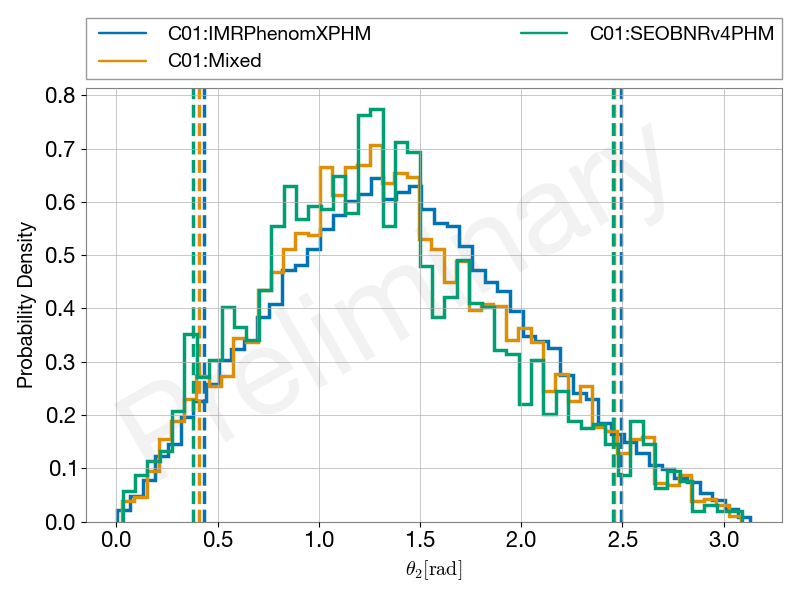 C01:IMRPhenomXPHM
C01:Mixed
C01:SEOBNRv4PHM
0.8
0.7
0.6
0.5
0.4
0.3
0.2
0.1
0.0
Probability Density
Preliminary
0.0 0.5 1.0 1.5 2.0 2.5 3.0
θ₂[rad]